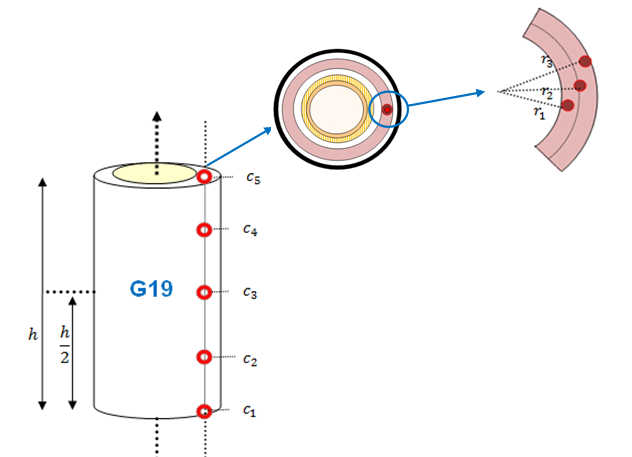 r₃
r₂
r₁
c₅
c₄
G19
c₃
h
h
2
c₂
c₁